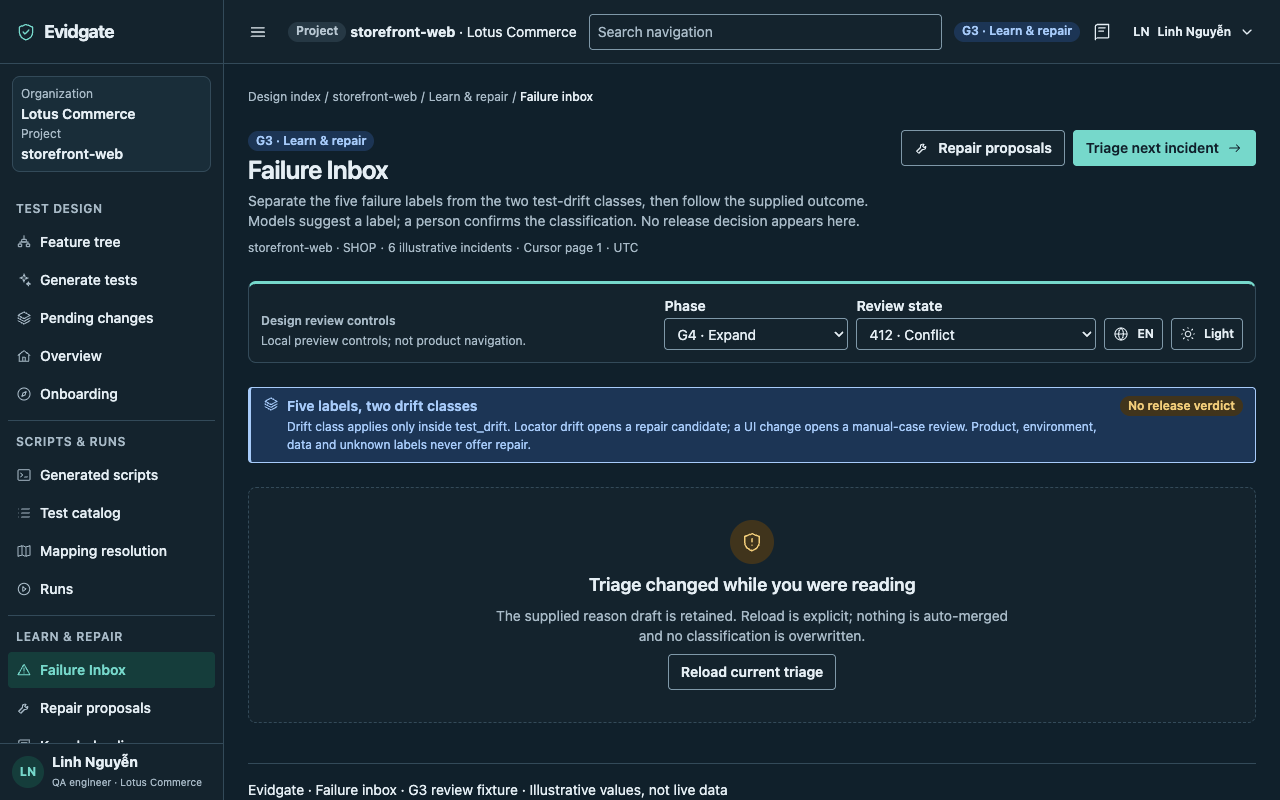 Evidgate
Project storefront-web · Lotus Commerce
Search navigation
G3 · Learn & repair
LN Linh Nguyễn
Organization
Lotus Commerce
Project
storefront-web
TEST DESIGN
Feature tree
Generate tests
Pending changes
Overview
Onboarding
SCRIPTS & RUNS
Generated scripts
Test catalog
Mapping resolution
Runs
LEARN & REPAIR
Failure Inbox
Repair proposals
LN
Linh Nguyễn
QA engineer · Lotus Commerce
Design index / storefront-web / Learn & repair / Failure inbox
G3 · Learn & repair
Failure Inbox
Separate the five failure labels from the two test-drift classes, then follow the supplied outcome.
Models suggest a label; a person confirms the classification. No release decision appears here.
storefront-web · SHOP · 6 illustrative incidents · Cursor page 1 · UTC
Repair proposals
Triage next incident
Design review controls
Local preview controls; not product navigation.
Phase
G4 · Expand
Review state
412 · Conflict
EN
Light
Five labels, two drift classes
Drift class applies only inside test_drift. Locator drift opens a repair candidate; a UI change opens a manual-case review. Product, environment,
data and unknown labels never offer repair.
No release verdict
Triage changed while you were reading
The supplied reason draft is retained. Reload is explicit; nothing is auto-merged
and no classification is overwritten.
Reload current triage
Evidgate · Failure inbox · G3 review fixture · Illustrative values, not live data